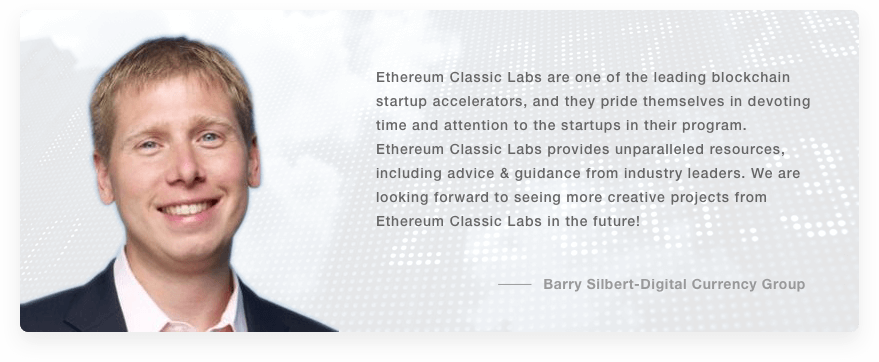 Ethereum Classic Labs are one of the leading blockchain
startup accelerators, and they pride themselves in devoting
time and attention to the startups in their program.
Ethereum Classic Labs provides unparalleled resources,
including advice & guidance from industry leaders. We are
looking forward to seeing more creative projects from
Ethereum Classic Labs in the future!
Barry Silbert-Digital Currency Group